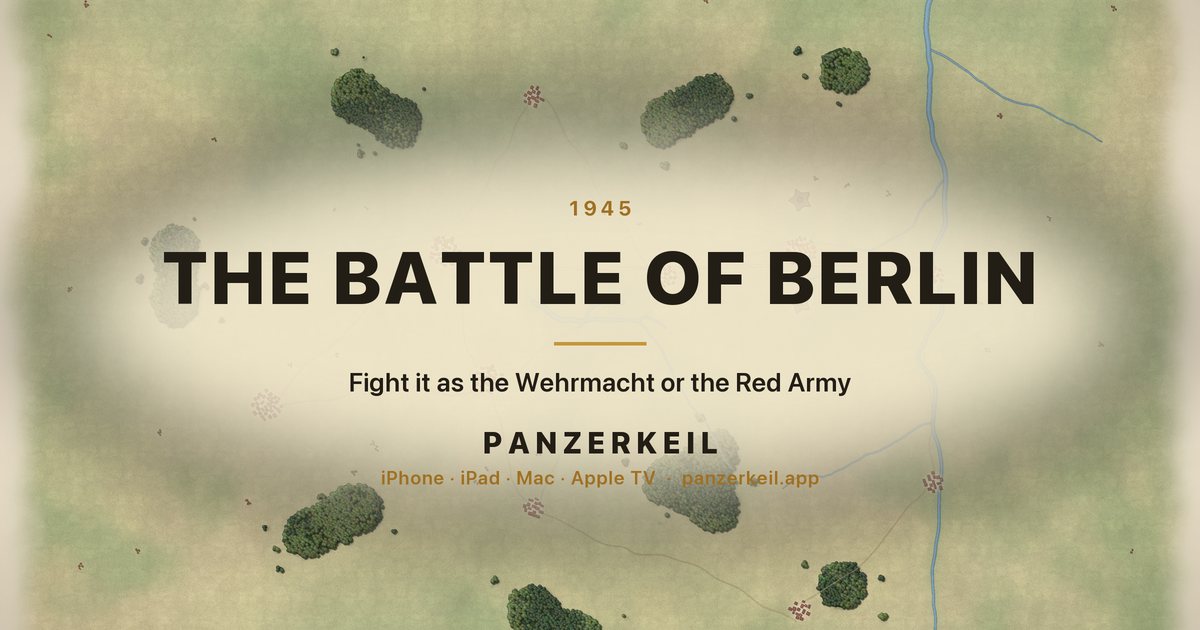 1945
THE BATTLE OF BERLIN
Fight it as the Wehrmacht or the Red Army
PANZERKEIL
iPhone · iPad · Mac · Apple TV · panzerkeil.app